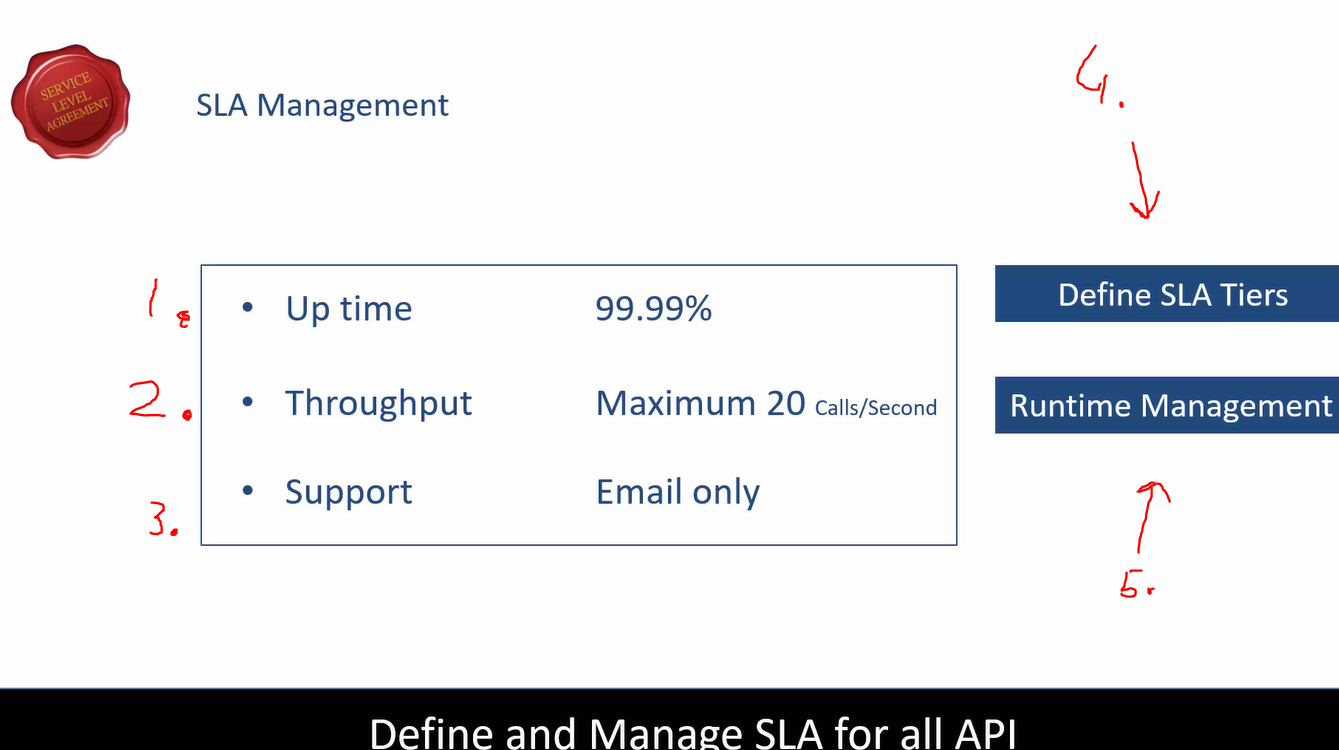 SERVICE
LEVEL
AGREEMENT
SLA Management
4.
1.
• Up time 99.99%
2.
• Throughput Maximum 20 Calls/Second
3.
• Support Email only
Define SLA Tiers
Runtime Management
5.
Define and Manage SLA for all API